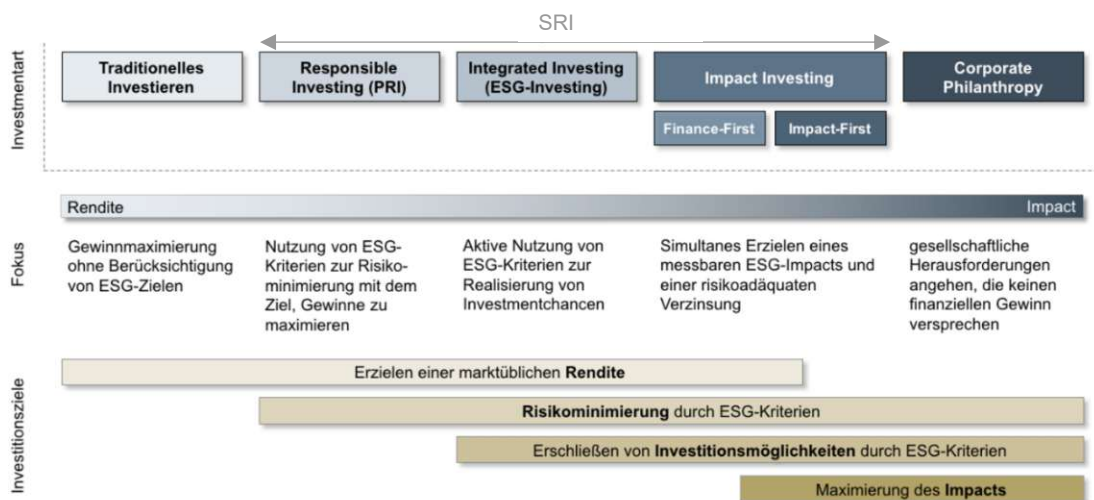 SRI
Investmentart
Traditionelles
Investieren
Responsible
Investing (PRI)
Integrated Investing
(ESG-Investing)
Impact Investing
Finance-First
Impact-First
Corporate
Philanthropy
Rendite
Impact
Fokus
Gewinnmaximierung
ohne Berücksichtigung
von ESG-Zielen
Nutzung von ESG-
Kriterien zur Risiko-
minimierung mit dem
Ziel, Gewinne zu
maximieren
Aktive Nutzung von
ESG-Kriterien zur
Realisierung von
Investmentchancen
Simultanes Erzielen eines
messbaren ESG-Impacts und
einer risikoadäquaten
Verzinsung
gesellschaftliche
Herausforderungen
angehen, die keinen
finanziellen Gewinn
versprechen
Investitionsziele
Erzielen einer marktüblichen Rendite
Risikominimierung durch ESG-Kriterien
Erschließen von Investitionsmöglichkeiten durch ESG-Kriterien
Maximierung des Impacts